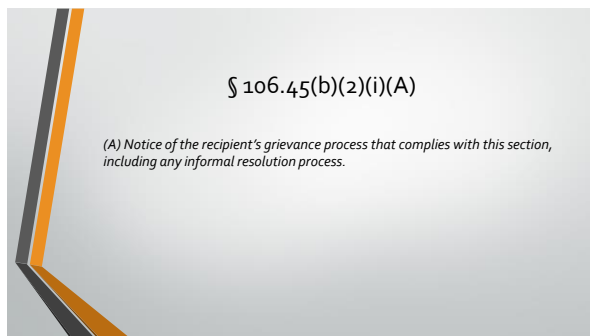 § 106.45(b)(2)(i)(A)
(A) Notice of the recipient’s grievance process that complies with this section,
including any informal resolution process.